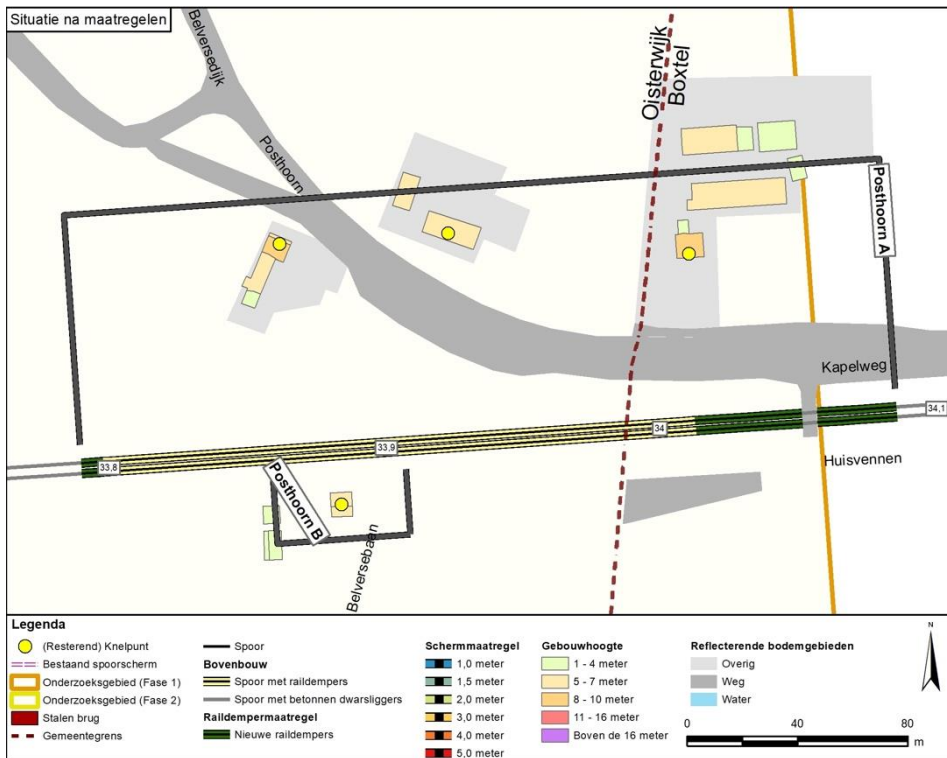 Situatie na maatregelen
Belversedijk
Oisterwijk
Boxtel
Posthoorn
Posthoorn A
Kapelweg
34,1
34
33,9
33,8
Huisvennen
Posthoorn B
Belversebaan
Legenda
(Resterend) Knelpunt
Bestaand spoorscherm
Onderzoeksgebied (Fase 1)
Onderzoeksgebied (Fase 2)
Stalen brug
Gemeentegrens
Spoor
Bovenbouw
Spoor met raildempers
Spoor met betonnen dwarsliggers
Raildempermaatregel
Nieuwe raildempers
Schermmaatregel
1,0 meter
1,5 meter
2,0 meter
3,0 meter
4,0 meter
5,0 meter
Gebouwhoogte
1 - 4 meter
5 - 7 meter
8 - 10 meter
11 - 16 meter
Boven de 16 meter
Reflecterende bodemgebieden
Overig
Weg
Water
N
0 40 80
m